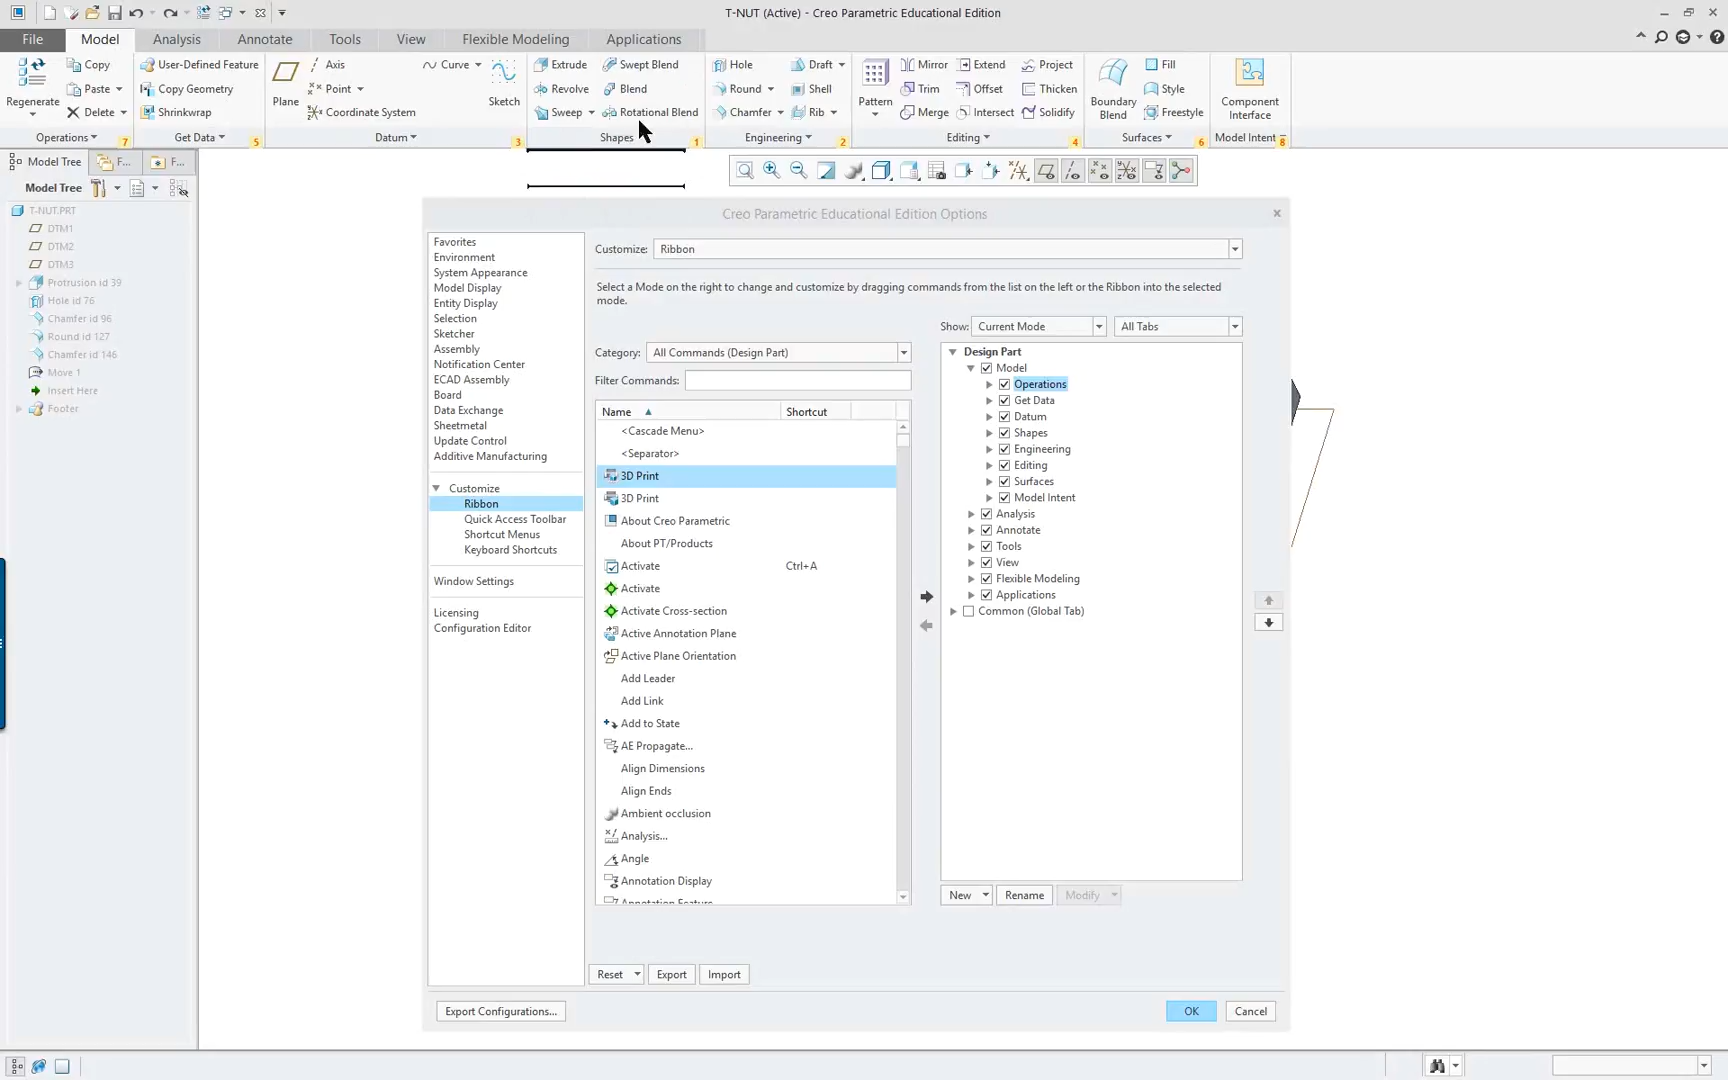 T-NUT (Active) - Creo Parametric Educational Edition
File Model Analysis Annotate Tools View Flexible Modeling Applications
Regenerate
Copy
Paste
Delete
Operations 7
User-Defined Feature
Copy Geometry
Shrinkwrap
Get Data 5
Plane
Axis
Point
Coordinate System
Curve
Sketch
Datum 3
Extrude
Revolve
Sweep
Swept Blend
Blend
Rotational Blend
Shapes 1
Hole
Round
Chamfer
Draft
Shell
Rib
Engineering 2
Pattern
Mirror
Trim
Merge
Extend
Offset
Intersect
Project
Thicken
Solidify
Editing 4
Boundary
Blend
Fill
Style
Freestyle
Surfaces 6
Component
Interface
Model Intent 8
Model Tree F... F...
Model Tree
T-NUT.PRT
DTM1
DTM2
DTM3
Protrusion id 39
Hole id 76
Chamfer id 96
Round id 127
Chamfer id 146
Move 1
Insert Here
Footer
Creo Parametric Educational Edition Options
Favorites
Environment
System Appearance
Model Display
Entity Display
Selection
Sketcher
Assembly
Notification Center
ECAD Assembly
Board
Data Exchange
Sheetmetal
Update Control
Additive Manufacturing
Customize
Ribbon
Quick Access Toolbar
Shortcut Menus
Keyboard Shortcuts
Window Settings
Licensing
Configuration Editor
Customize: Ribbon
Select a Mode on the right to change and customize by dragging commands from the list on the left or the Ribbon into the selected
mode.
Show: Current Mode All Tabs
Category: All Commands (Design Part)
Filter Commands:
Name Shortcut
<Cascade Menu>
<Separator>
3D Print
3D Print
About Creo Parametric
About PT/Products
Activate Ctrl+A
Activate
Activate Cross-section
Active Annotation Plane
Active Plane Orientation
Add Leader
Add Link
Add to State
AE Propagate...
Align Dimensions
Align Ends
Ambient occlusion
Analysis...
Angle
Annotation Display
Annotation Feature
Design Part
Model
Operations
Get Data
Datum
Shapes
Engineering
Editing
Surfaces
Model Intent
Analysis
Annotate
Tools
View
Flexible Modeling
Applications
Common (Global Tab)
New Rename Modify
Reset Export Import
Export Configurations... OK Cancel